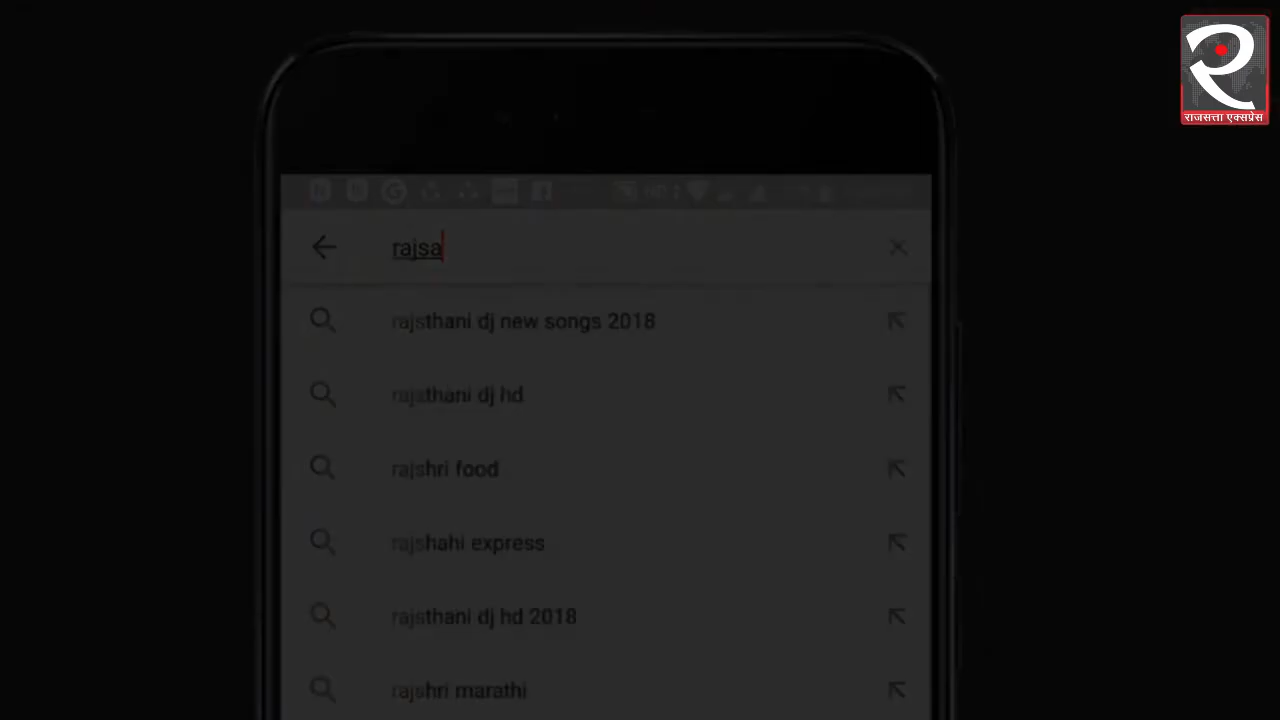 राजसत्ता एक्सप्रेस
rajsa
rajsthani dj new songs 2018
rajsthani dj hd
rajshri food
rajshahi express
rajsthani dj hd 2018
rajshri marathi